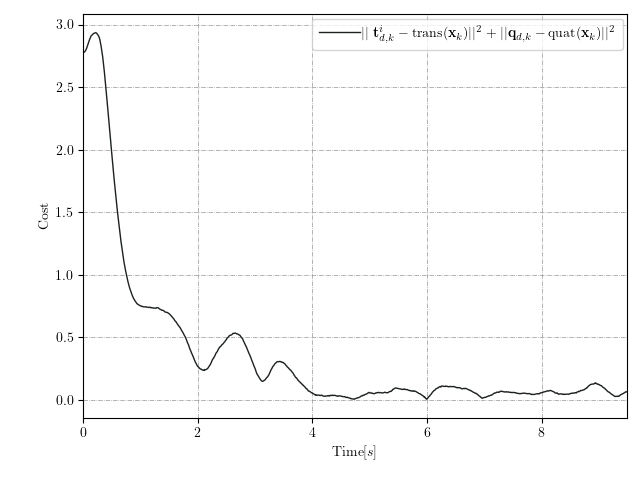 || t^i_{d,k} − trans(x_k)||^2 + ||q_{d,k} − quat(x_k)||^2
3.0
2.5
2.0
1.5
1.0
0.5
0.0
Cost
0 2 4 6 8
Time[s]